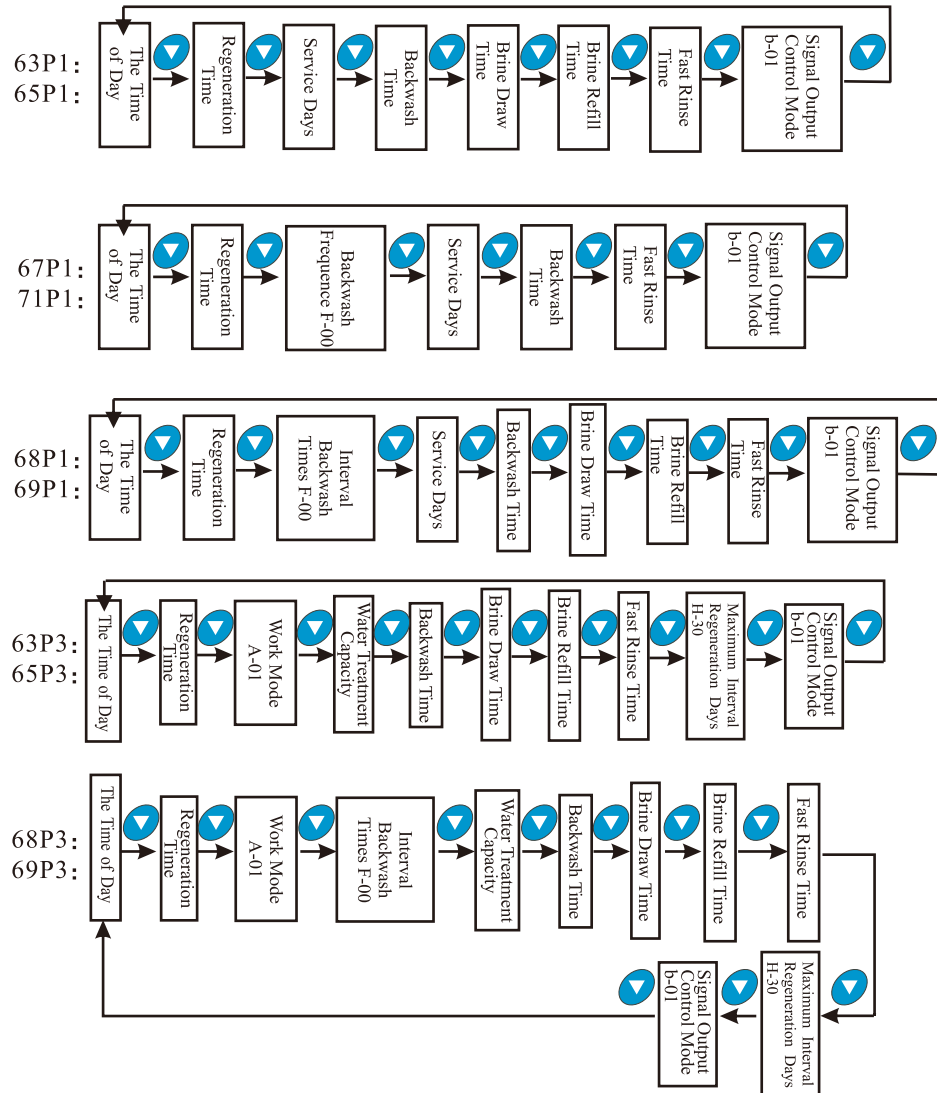 63P1:
65P1:
The Time
of Day
Regeneration
Time
Service Days
Backwash
Time
Brine Draw
Time
Brine Refill
Time
Fast Rinse
Time
Signal Output
Control Mode
b-01
67P1:
71P1:
The Time
of Day
Regeneration
Time
Backwash
Frequence F-00
Service Days
Backwash
Time
Fast Rinse
Time
Signal Output
Control Mode
b-01
68P1:
69P1:
The Time
of Day
Regeneration
Time
Interval
Backwash
Times F-00
Service Days
Backwash Time
Brine Draw Time
Brine Refill
Time
Fast Rinse
Time
Signal Output
Control Mode
b-01
63P3:
65P3:
The Time of Day
Regeneration
Time
Work Mode
A-01
Water Treatment
Capacity
Backwash Time
Brine Draw Time
Brine Refill Time
Fast Rinse Time
Maximum Interval
Regeneration Days
H-30
Signal Output
Control Mode
b-01
68P3:
69P3:
The Time of Day
Regeneration
Time
Work Mode
A-01
Interval
Backwash
Times F-00
Water Treatment
Capacity
Backwash Time
Brine Draw Time
Brine Refill Time
Fast Rinse Time
Maximum Interval
Regeneration Days
H-30
Signal Output
Control Mode
b-01